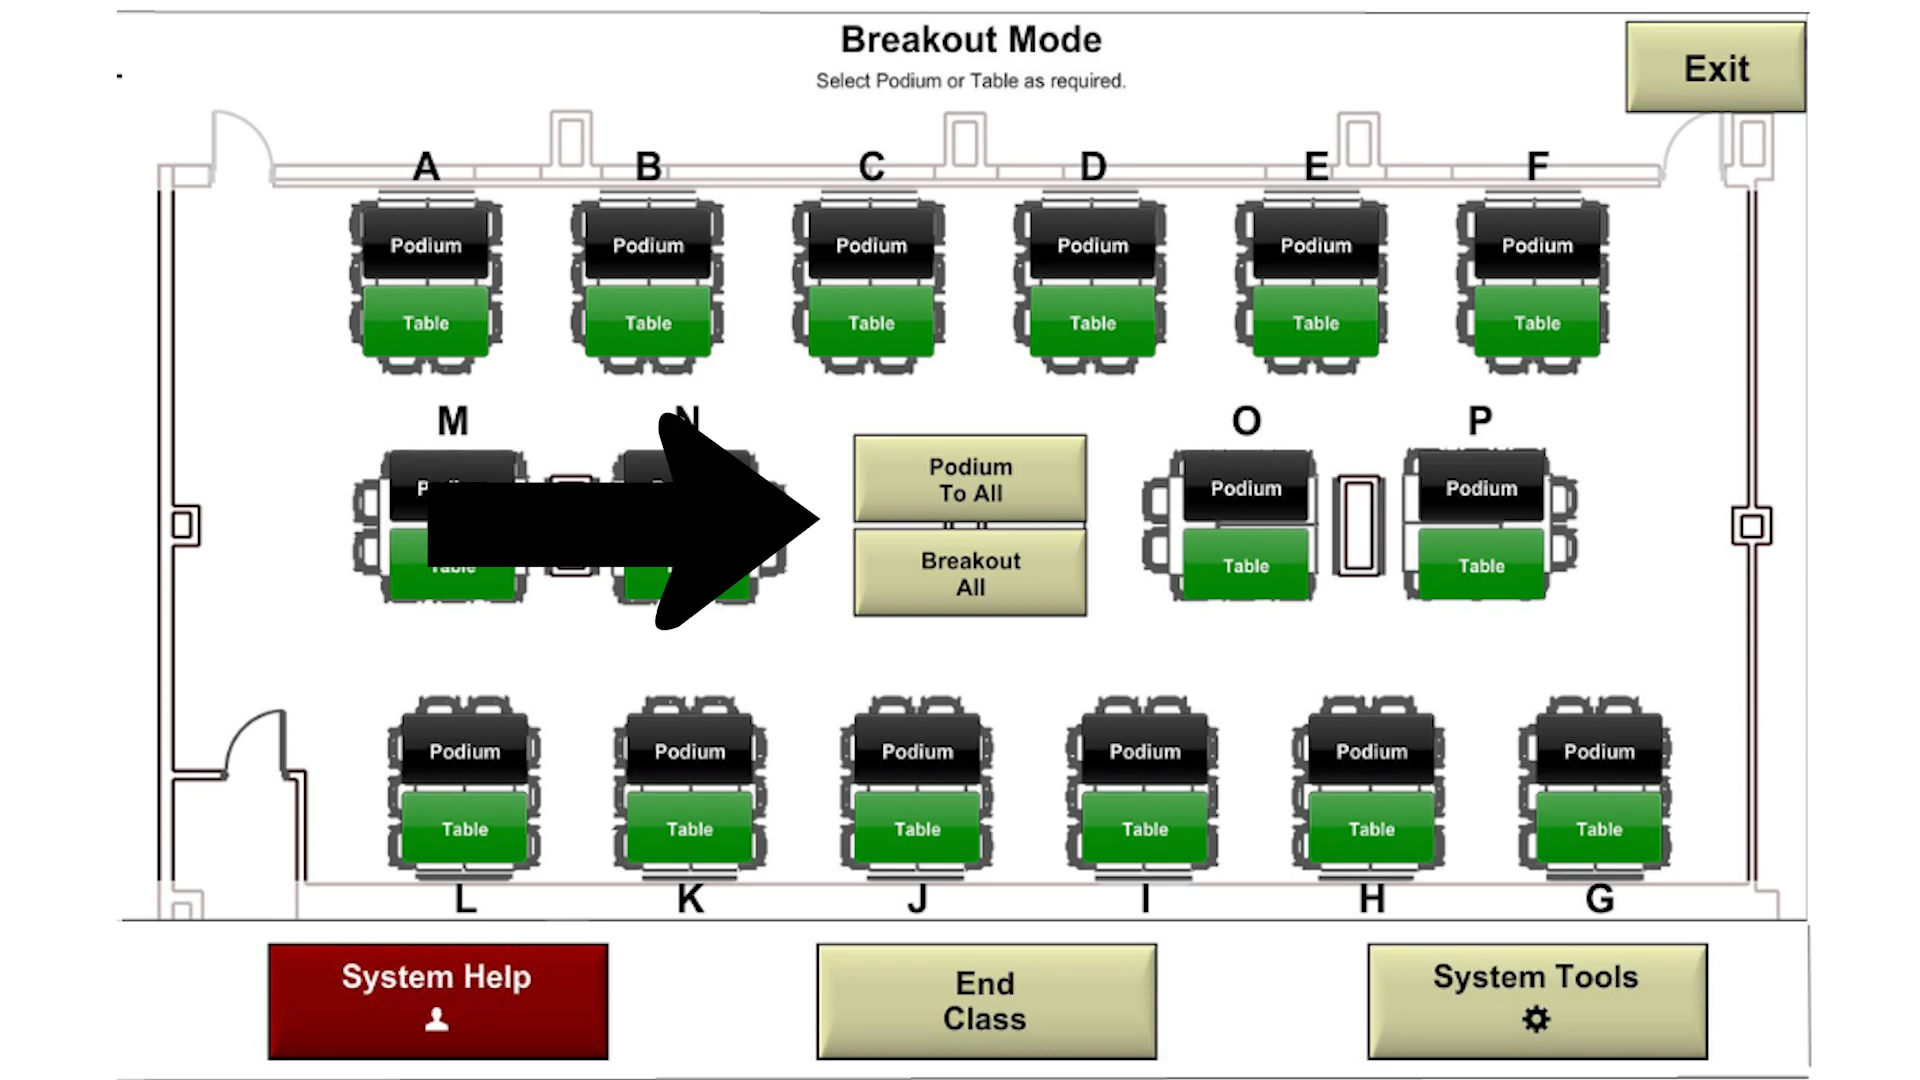 Breakout Mode
Select Podium or Table as required.
Exit
A B C D E F
Podium Podium Podium Podium Podium Podium
Table Table Table Table Table Table
M N O P
Podium
To All
Podium Podium
Breakout
All
Table Table Table
Podium Podium Podium Podium Podium Podium
Table Table Table Table Table Table
L K J I H G
System Help
End
Class
System Tools